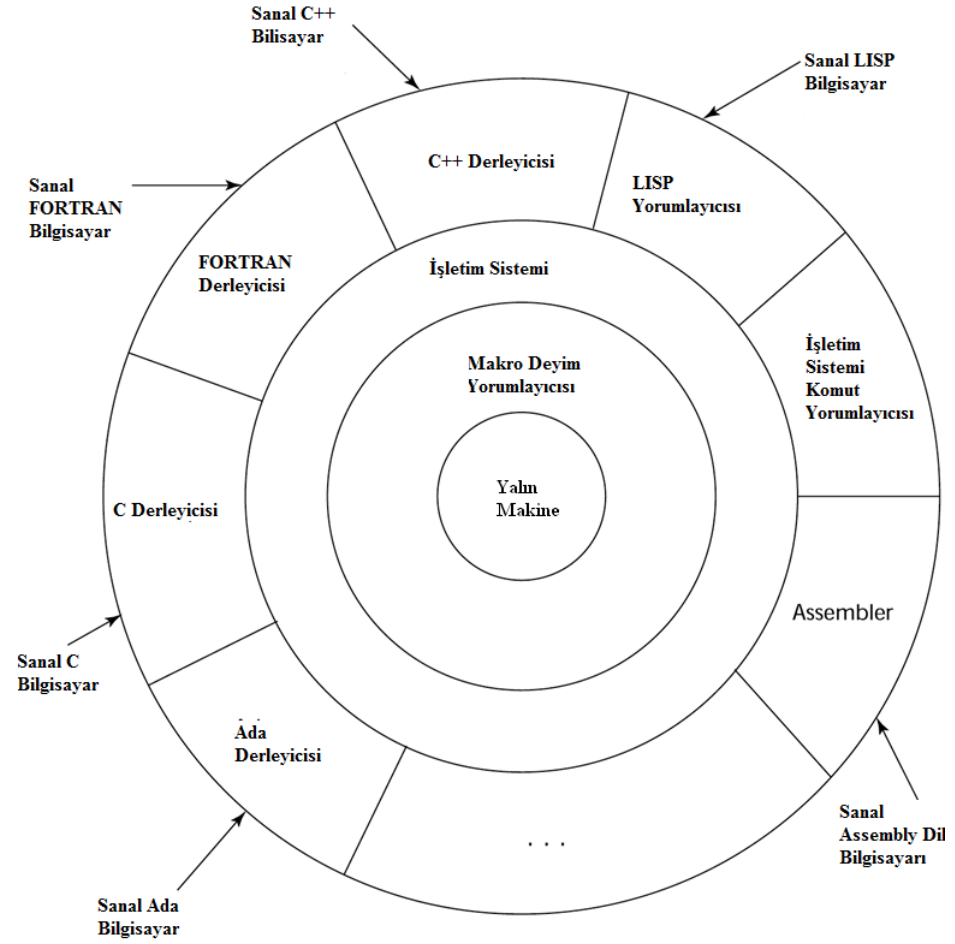 Sanal C++
Bilisayar
Sanal LISP
Bilgisayar
C++ Derleyicisi
LISP
Yorumlayıcısı
Sanal
FORTRAN
Bilgisayar
FORTRAN
Derleyicisi
İşletim Sistemi
İşletim
Sistemi
Komut
Yorumlayıcısı
Makro Deyim
Yorumlayıcısı
Yalın
Makine
C Derleyicisi
Assembler
Sanal C
Bilgisayar
Ada
Derleyicisi
. . .
Sanal
Assembly Dil
Bilgisayarı
Sanal Ada
Bilgisayar